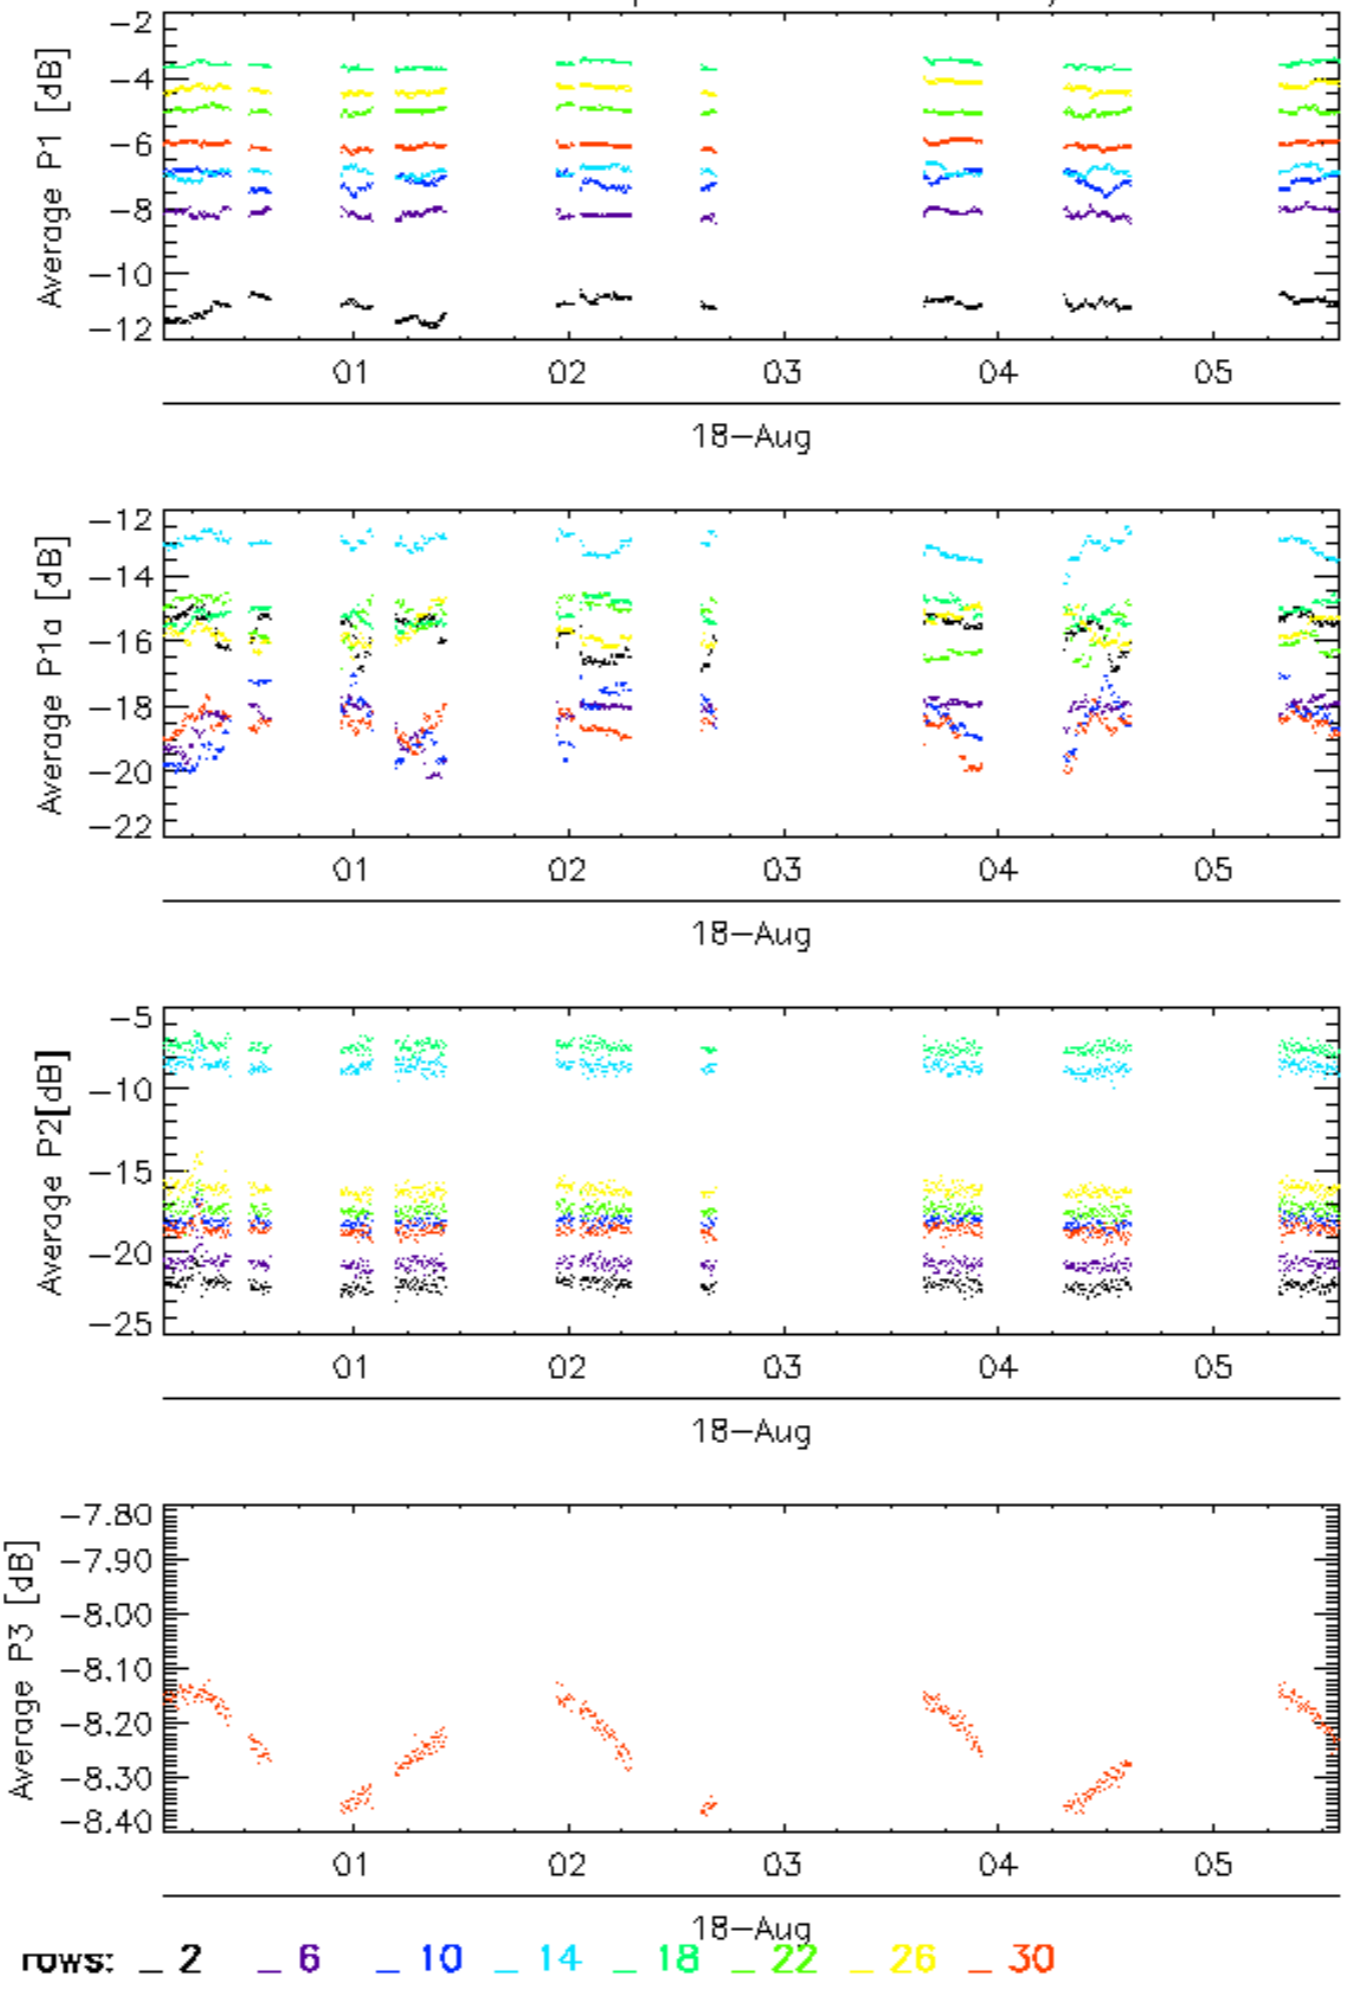 -2
-4
-6
-8
-10
-12
Average P1 [dB]
01 02 03 04 05
18-Aug
-12
-14
-16
-18
-20
-22
Average P1a [dB]
01 02 03 04 05
18-Aug
-5
-10
-15
-20
-25
Average P2[dB]
01 02 03 04 05
18-Aug
-7.80
-7.90
-8.00
-8.10
-8.20
-8.30
-8.40
Average P3 [dB]
01 02 03 04 05
18-Aug
rows: _ 2 _ 6 _ 10 _ 14 _ 18 _ 22 _ 26 _ 30